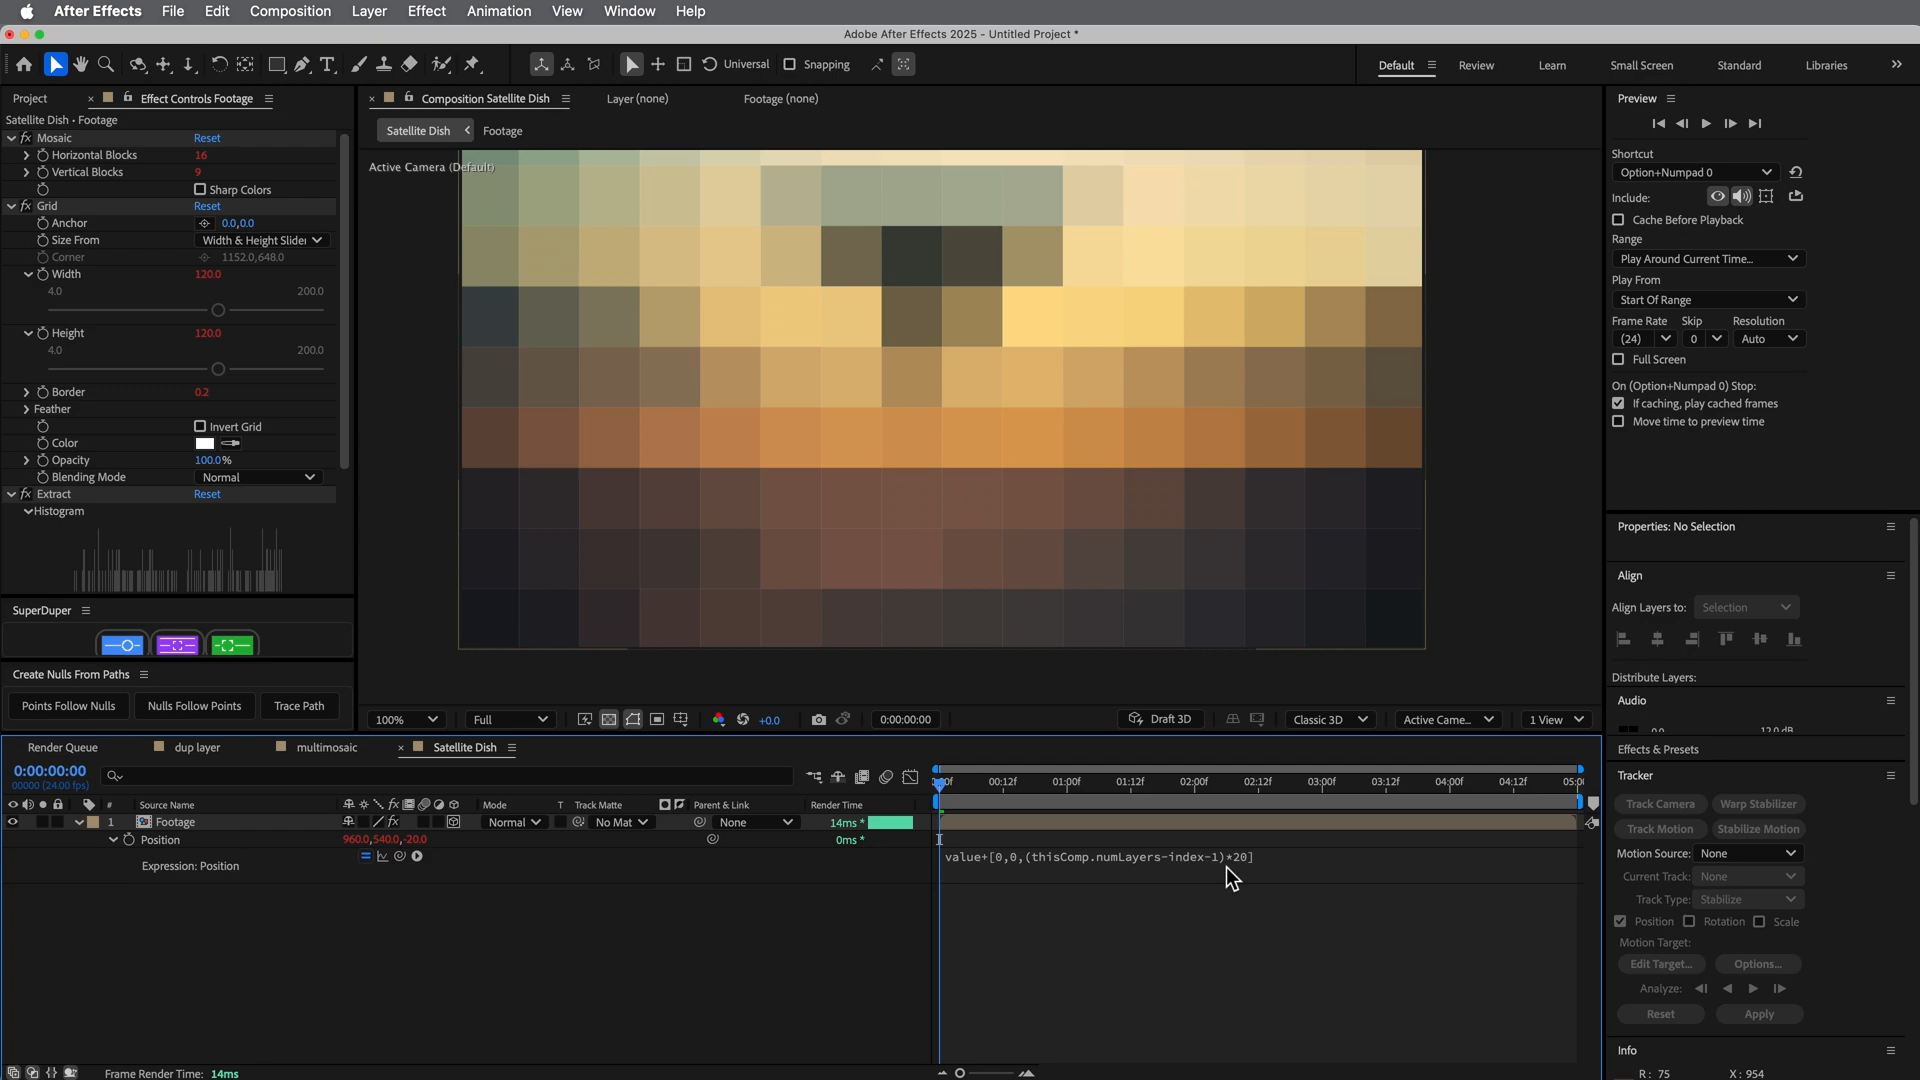 After Effects File Edit Composition Layer Effect Animation View Window Help
Adobe After Effects 2025 - Untitled Project *
Universal Snapping Default Review Learn Small Screen Standard Libraries
Project Effect Controls Footage
Satellite Dish • Footage
fx Mosaic Reset
Horizontal Blocks 16
Vertical Blocks 9
Sharp Colors
fx Grid Reset
Anchor 0.0,0.0
Size From Width & Height Slider
Corner 1152.0,648.0
Width 120.0
4.0 200.0
Height 120.0
4.0 200.0
Border 0.2
Feather
Invert Grid
Color
Opacity 100.0%
Blending Mode Normal
fx Extract Reset
Histogram
SuperDuper
Create Nulls From Paths
Points Follow Nulls Nulls Follow Points Trace Path
Composition Satellite Dish Layer (none) Footage (none)
Satellite Dish Footage
Active Camera (Default)
100% Full +0.0 0:00:00:00 Draft 3D Classic 3D Active Came... 1 View
Preview
Shortcut
Option+Numpad 0
Include:
Cache Before Playback
Range
Play Around Current Time...
Play From
Start Of Range
Frame Rate Skip Resolution
(24) 0 Auto
Full Screen
On (Option+Numpad 0) Stop:
If caching, play cached frames
Move time to preview time
Properties: No Selection
Align
Align Layers to: Selection
Distribute Layers:
Audio
0.0 12.0 dB
Effects & Presets
Tracker
Track Camera Warp Stabilizer
Track Motion Stabilize Motion
Motion Source: None
Current Track: None
Track Type: Stabilize
Position Rotation Scale
Motion Target:
Edit Target... Options...
Analyze:
Reset Apply
Info
R: 75 X: 954
Render Queue dup layer multimosaic Satellite Dish
0:00:00:00
00000 (24.00 fps)
00:12f 01:00f 01:12f 02:00f 02:12f 03:00f 03:12f 04:00f 04:12f 05:0
# Source Name fx Mode T Track Matte Parent & Link Render Time
1 Footage fx Normal No Mat None 14ms *
Position 960.0,540.0,-20.0 0ms *
Expression: Position
value+[0,0,(thisComp.numLayers-index-1)*20]
Frame Render Time: 14ms